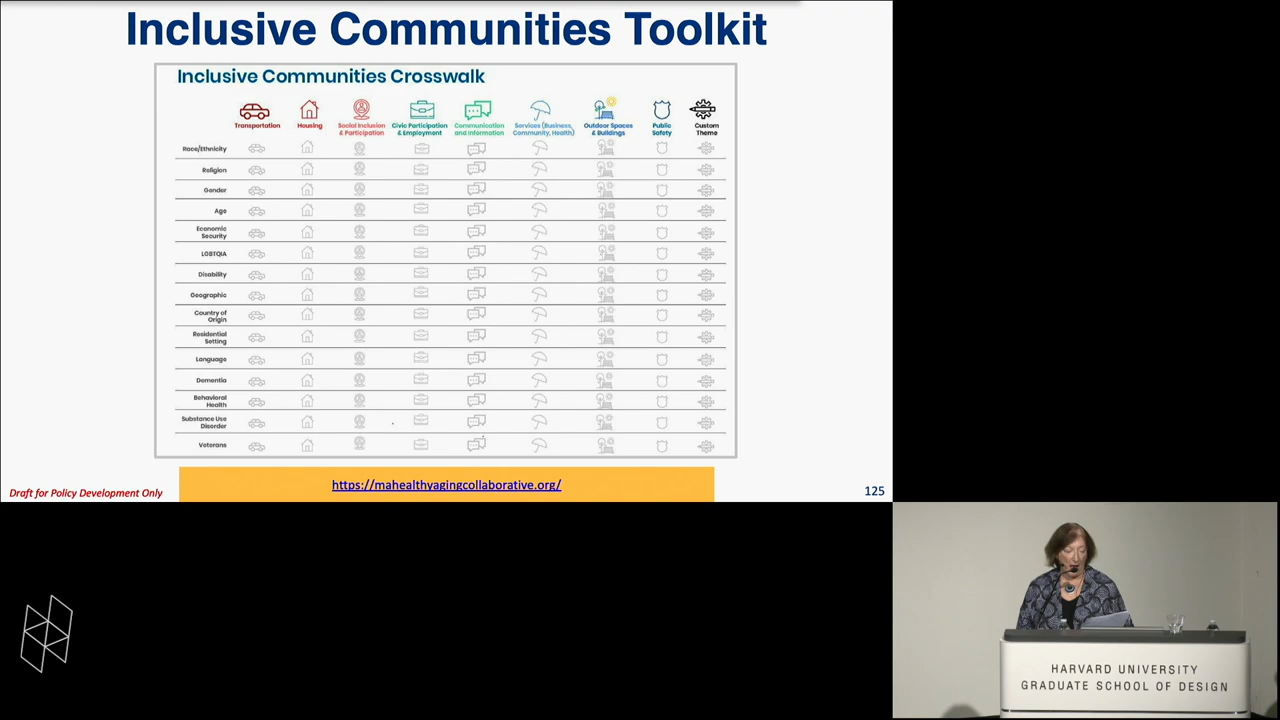 Inclusive Communities Toolkit
Inclusive Communities Crosswalk
Transportation
Housing
Social Inclusion
& Participation
Civic Participation
& Employment
Communication
and Information
Services (Business,
Community, Health)
Outdoor Spaces
& Buildings
Public
Safety
Custom
Theme
Race/Ethnicity
Religion
Gender
Age
Economic
Security
LGBTQIA
Disability
Geographic
Country of
Origin
Residential
Setting
Language
Dementia
Behavioral
Health
Substance Use
Disorder
Veterans
https://mahealthyagingcollaborative.org/
Draft for Policy Development Only
125
HARVARD UNIVERSITY
GRADUATE SCHOOL OF DESIGN